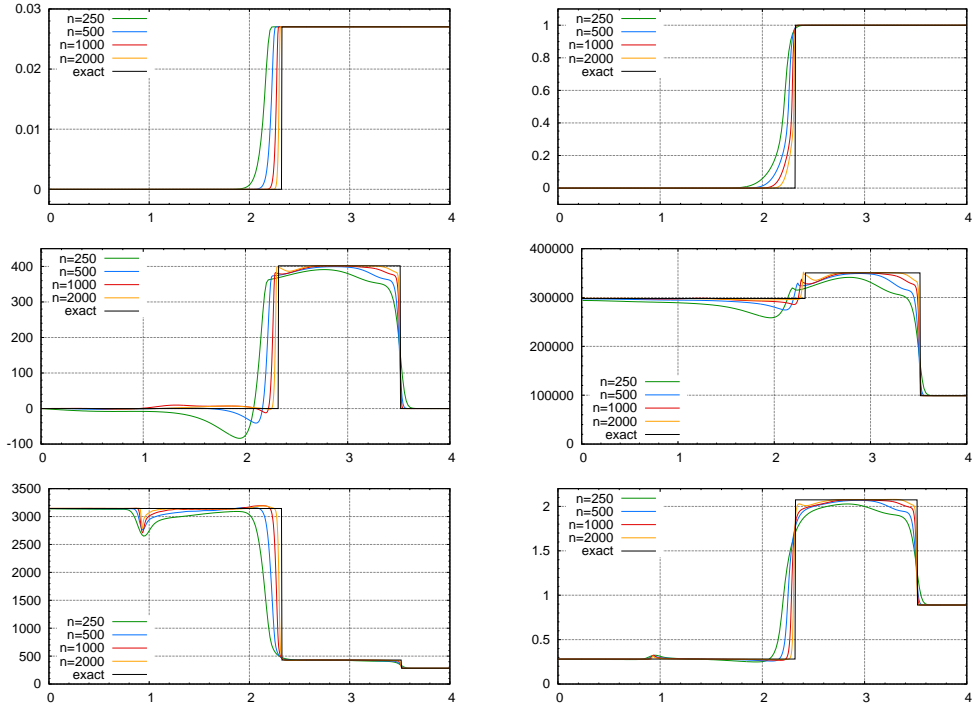 0.03
0.02
0.01
0
n=250
n=500
n=1000
n=2000
exact
0 1 2 3 4
1
0.8
0.6
0.4
0.2
0
n=250
n=500
n=1000
n=2000
exact
0 1 2 3 4
400
300
200
100
0
-100
n=250
n=500
n=1000
n=2000
exact
0 1 2 3 4
400000
300000
200000
100000
0
n=250
n=500
n=1000
n=2000
exact
0 1 2 3 4
3500
3000
2500
2000
1500
1000
500
0
n=250
n=500
n=1000
n=2000
exact
0 1 2 3 4
2
1.5
1
0.5
0
n=250
n=500
n=1000
n=2000
exact
0 1 2 3 4